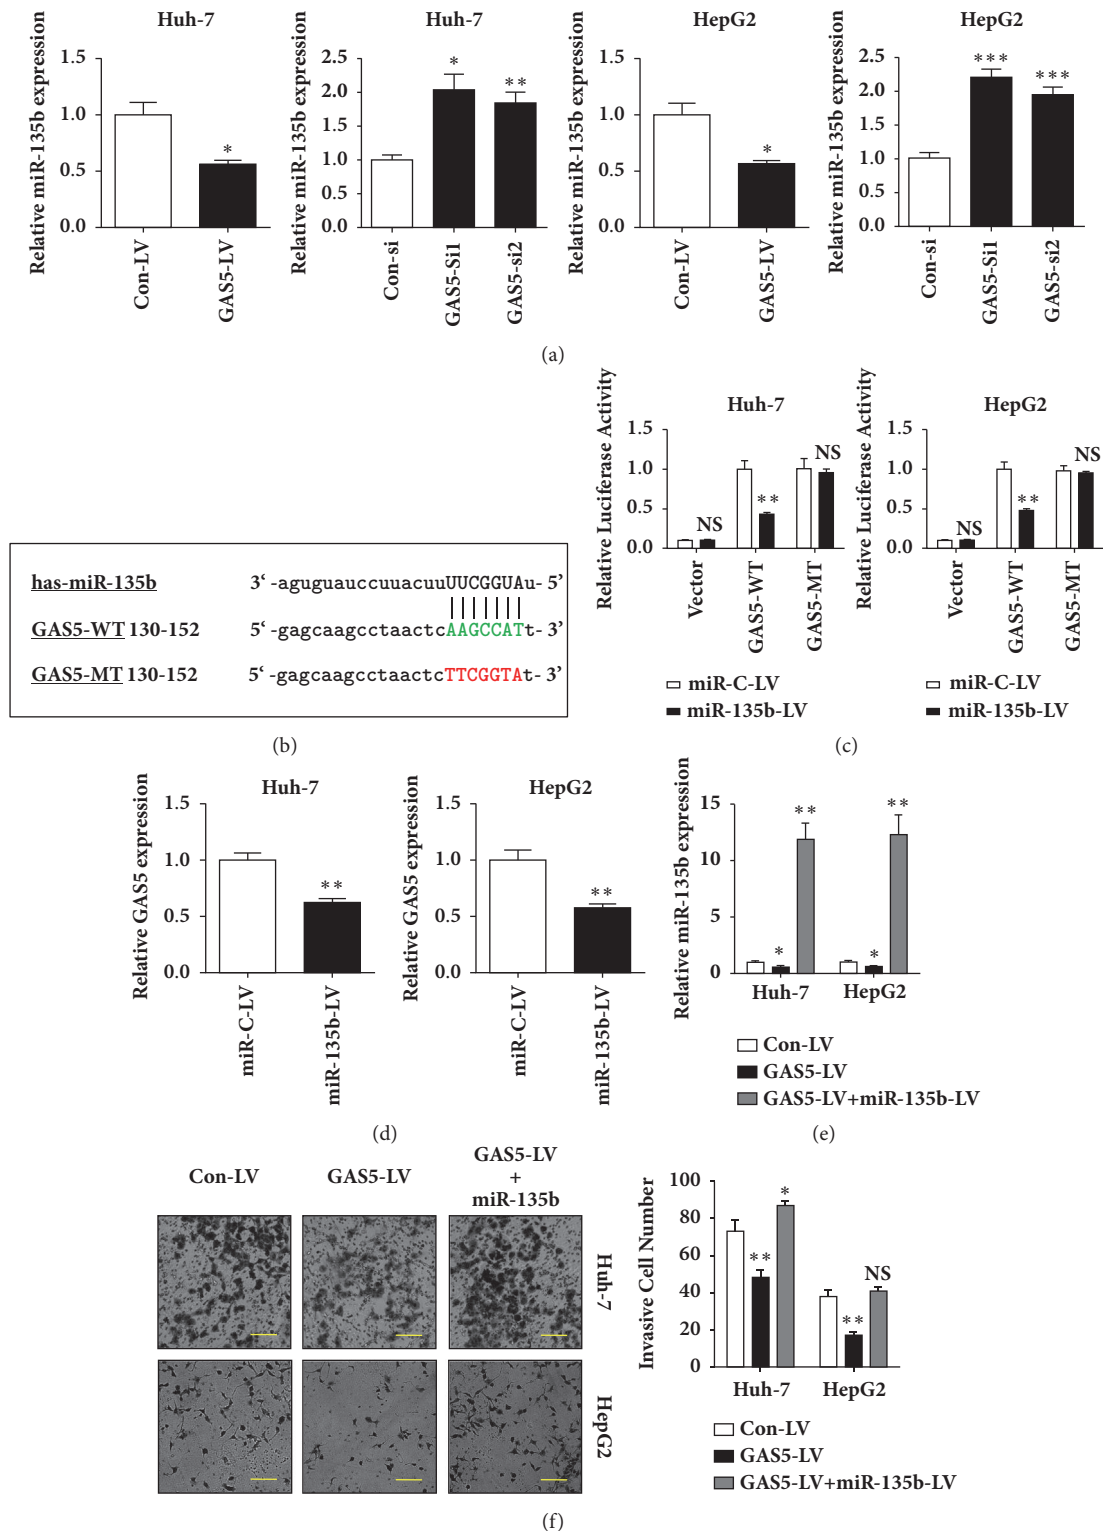 Huh-7
Relative miR-135b expression
1.5
1.0
0.5
0.0
*
Con-LV
GAS5-LV
Huh-7
Relative miR-135b expression
2.5
2.0
1.5
1.0
0.5
0.0
*
**
Con-si
GAS5-Si1
GAS5-si2
HepG2
Relative miR-135b expression
1.5
1.0
0.5
0.0
*
Con-LV
GAS5-LV
HepG2
Relative miR-135b expression
2.5
2.0
1.5
1.0
0.5
0.0
***
***
Con-si
GAS5-Si1
GAS5-si2
(a)
has-miR-135b 3‘ -aguguauccuuacuuUUCGGUAu- 5’
GAS5-WT 130-152 5‘ -gagcaagcctaactcAAGCCATt- 3’
GAS5-MT 130-152 5‘ -gagcaagcctaactcTTCGGTAt- 3’
(b)
Huh-7
Relative Luciferase Activity
1.5
1.0
0.5
0.0
NS
**
NS
Vector
GAS5-WT
GAS5-MT
miR-C-LV
miR-135b-LV
HepG2
Relative Luciferase Activity
1.5
1.0
0.5
0.0
NS
**
NS
Vector
GAS5-WT
GAS5-MT
miR-C-LV
miR-135b-LV
(c)
Huh-7
Relative GAS5 expression
1.5
1.0
0.5
0.0
**
miR-C-LV
miR-135b-LV
HepG2
Relative GAS5 expression
1.5
1.0
0.5
0.0
**
miR-C-LV
miR-135b-LV
(d)
Relative miR-135b expression
15
10
5
0
*
**
*
**
Huh-7
HepG2
Con-LV
GAS5-LV
GAS5-LV+miR-135b-LV
(e)
Con-LV
GAS5-LV
GAS5-LV
+
miR-135b
Huh-7
HepG2
Invasive Cell Number
100
80
60
40
20
0
**
*
**
NS
Huh-7
HepG2
Con-LV
GAS5-LV
GAS5-LV+miR-135b-LV
(f)